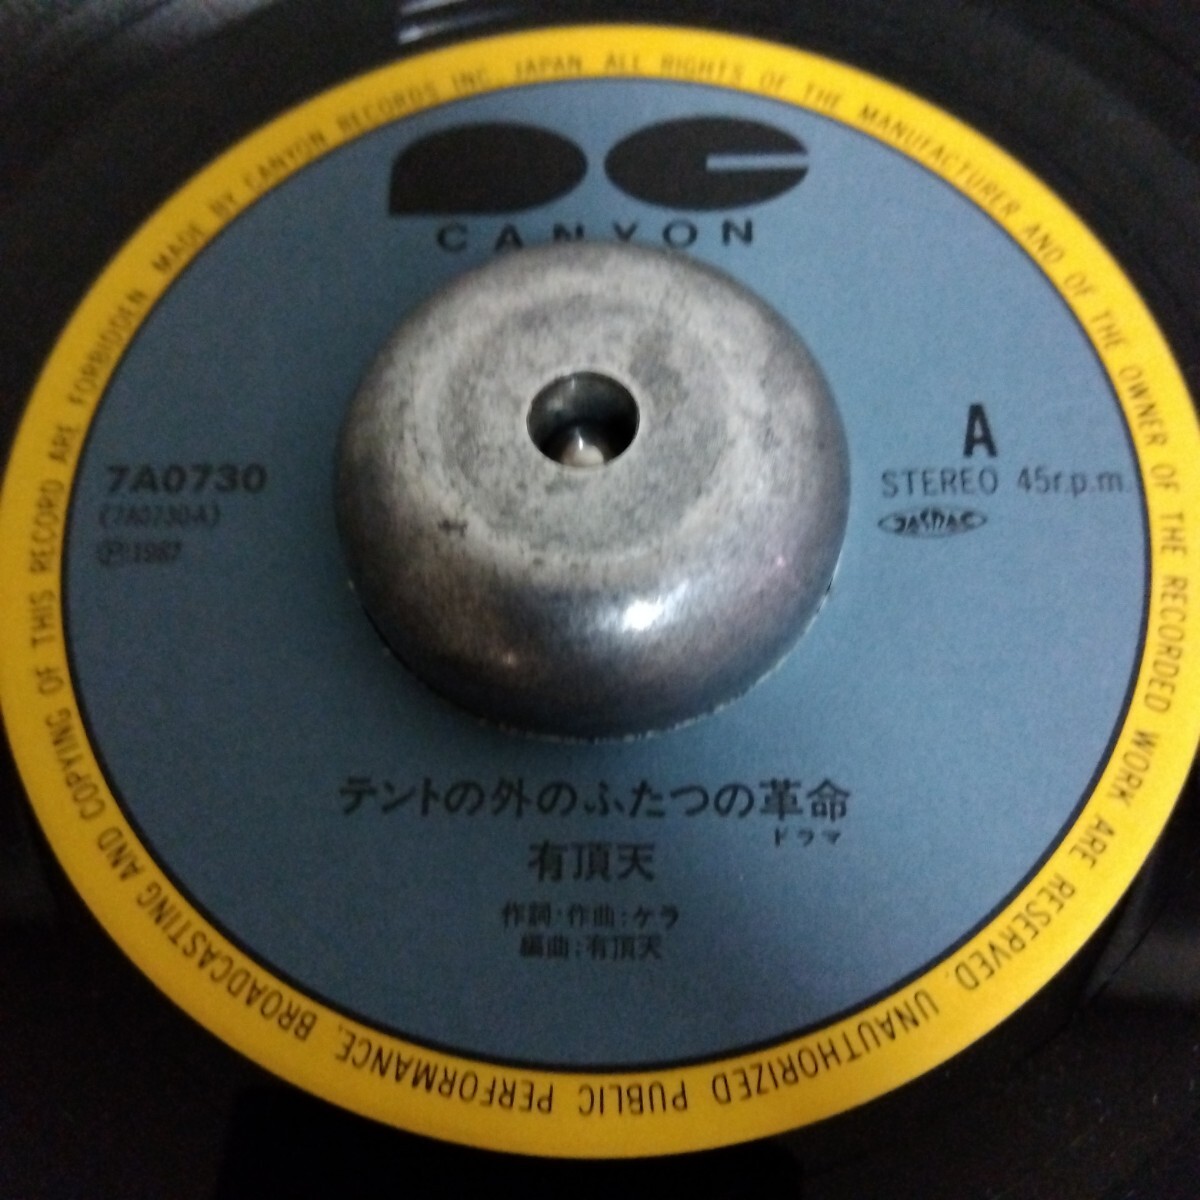 MADE BY CANYON RECORDS INC. JAPAN ALL RIGHTS OF THE MANUFACTURER AND OF THE OWNER OF THE RECORDED WORK ARE RESERVED. UNAUTHORIZED PUBLIC PERFORMANCE, BROADCASTING AND COPYING OF THIS RECORD ARE FORBIDDEN
PC
CANYON
A
7A0730
STEREO 45r.p.m.
(7A0730-A)
JASRAC
Ⓟ1987
テントの外のふたつの革命
ドラマ
有頂天
作詞・作曲:ケラ
編曲:有頂天